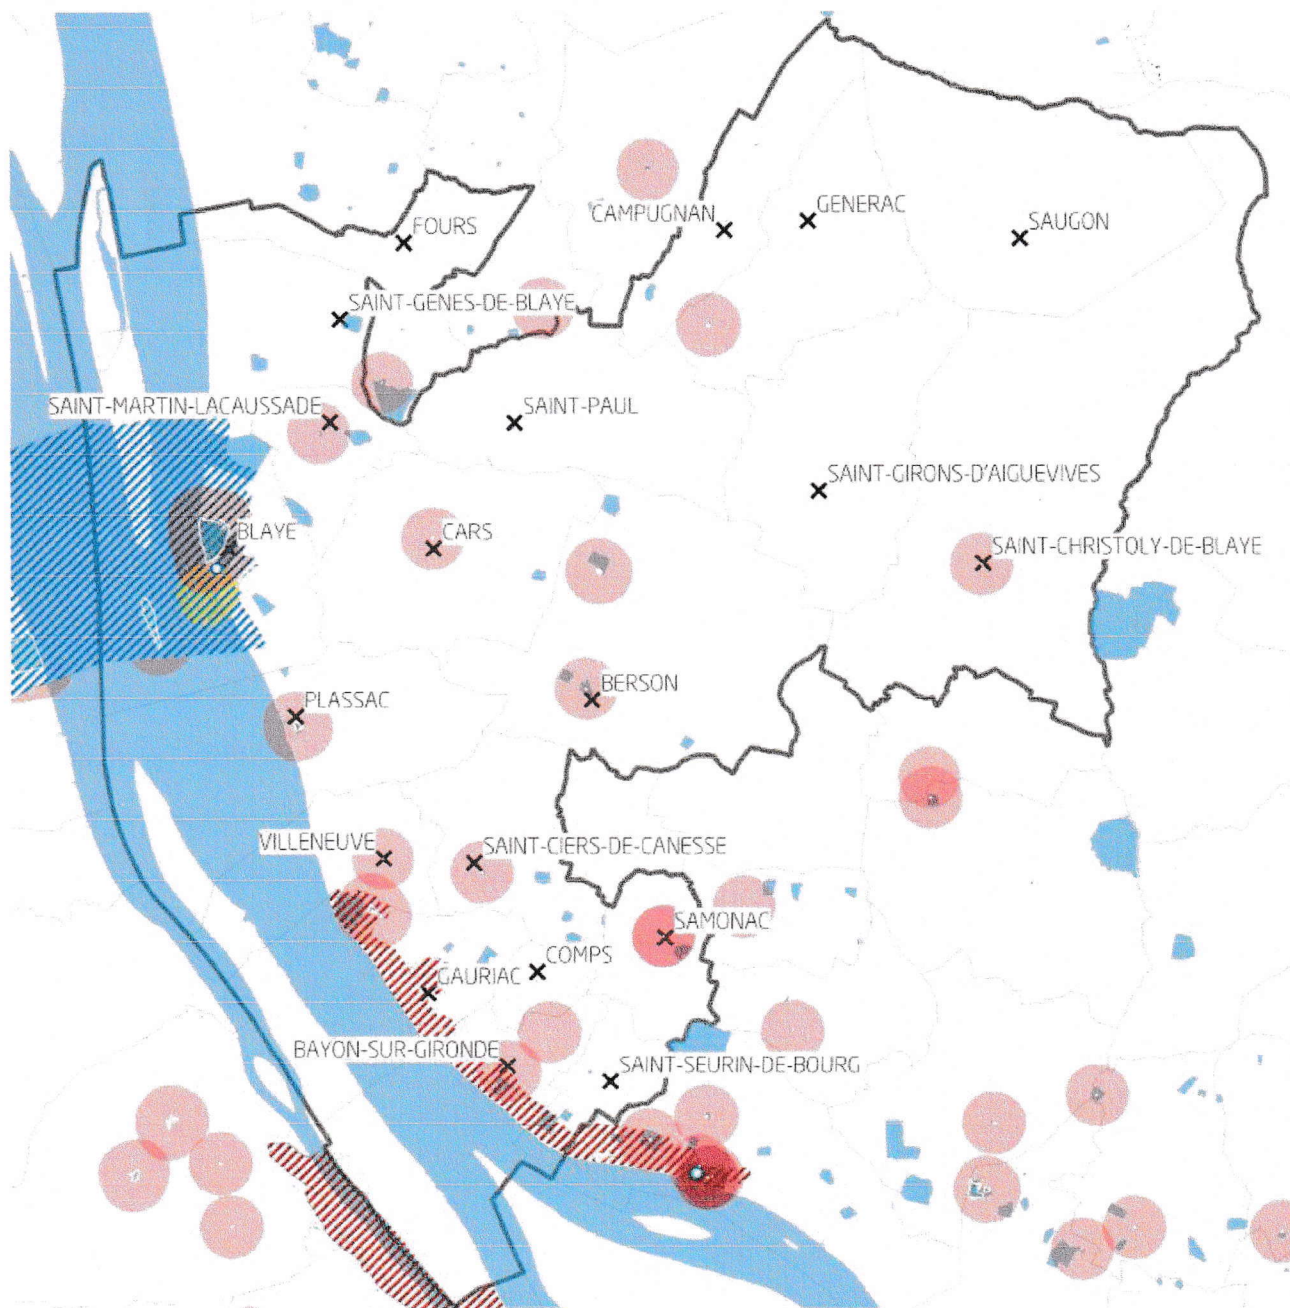 CAMPUGNAN
GENERAC
FOURS
SAUGON
SAINT-GENES-DE-BLAYE
SAINT-MARTIN-LACAUSSADE
SAINT-PAUL
SAINT-GIRONS-D'AIGUEVIVES
BLAYE
CARS
SAINT-CHRISTOLY-DE-BLAYE
BERSON
PLASSAC
VILLENEUVE
SAINT-CIERS-DE-CANESSE
SAMONAC
COMPS
GAURIAC
BAYON-SUR-GIRONDE
SAINT-SEURIN-DE-BOURG